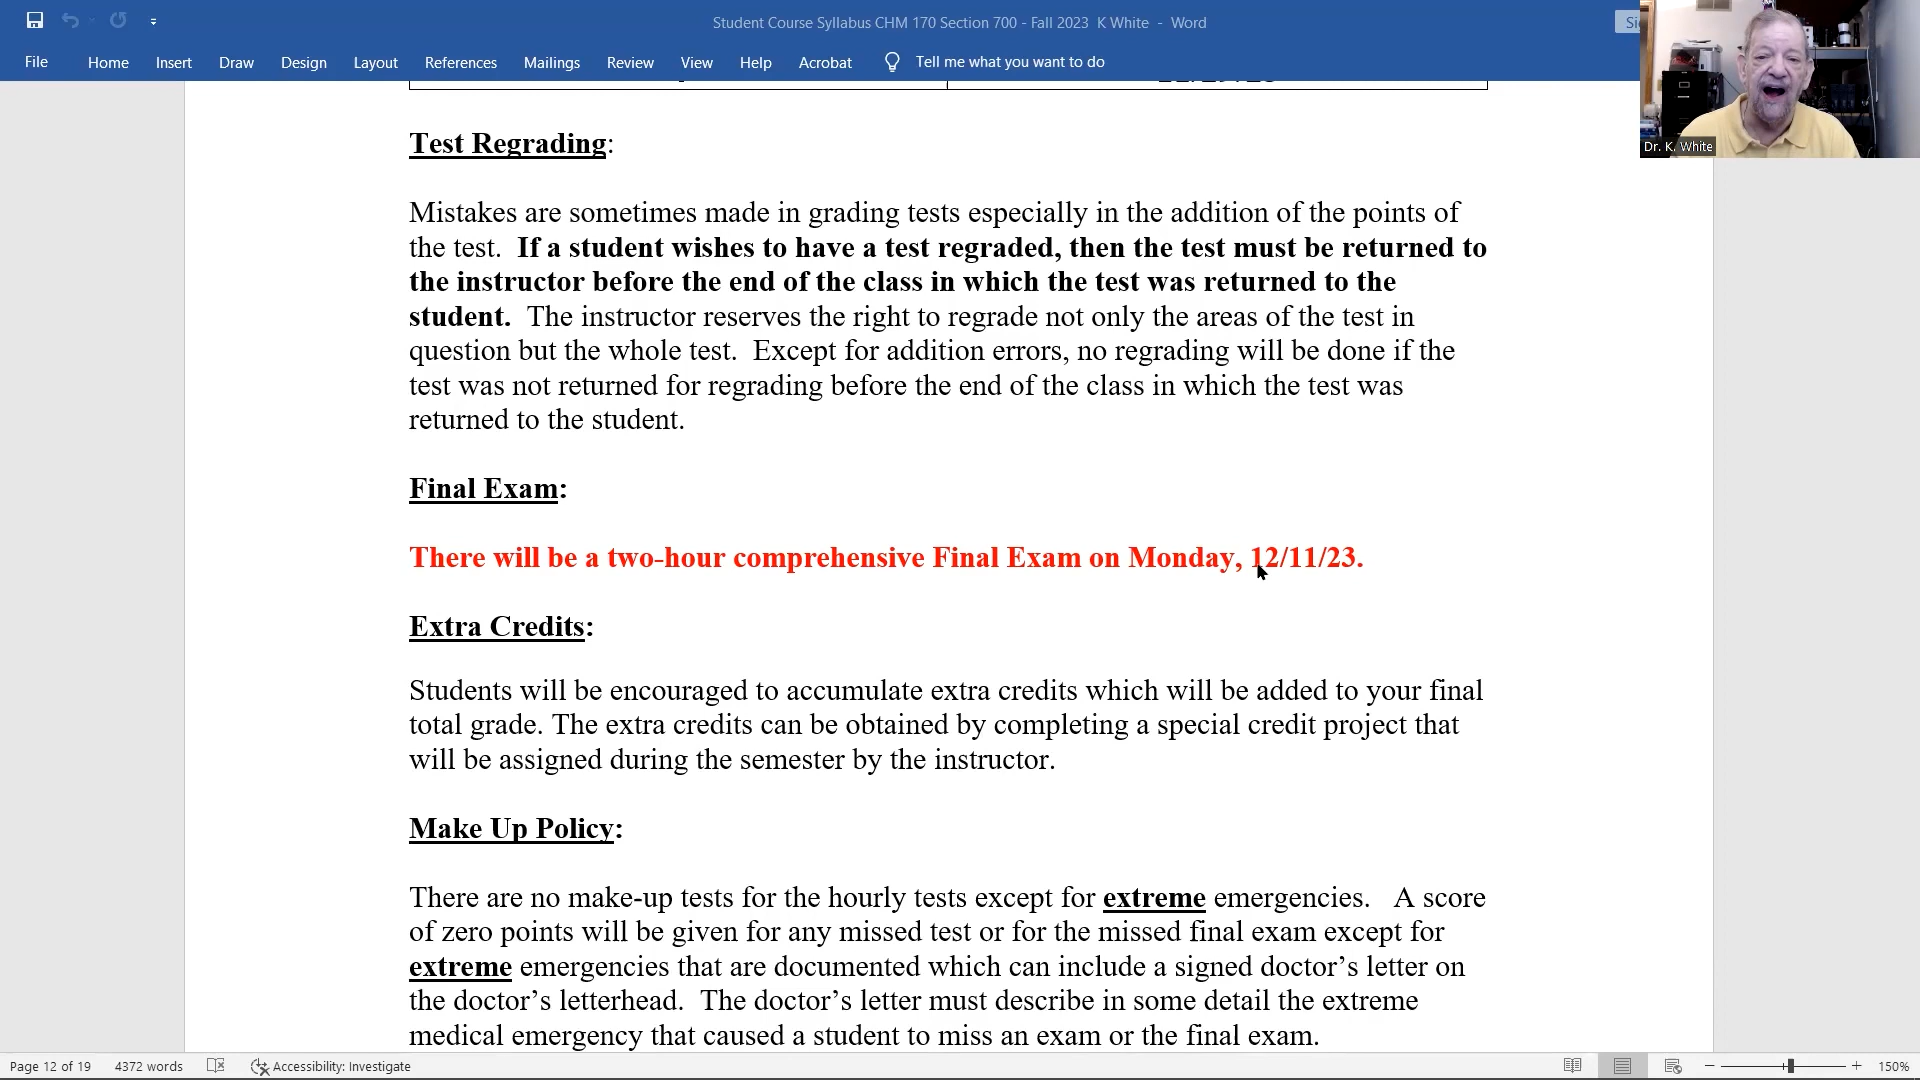 Student Course Syllabus CHM 170 Section 700 - Fall 2023  K White  -  Word
File Home Insert Draw Design Layout References Mailings Review View Help Acrobat Tell me what you want to do
Dr. K. White
Test Regrading:
Mistakes are sometimes made in grading tests especially in the addition of the points of
the test.  If a student wishes to have a test regraded, then the test must be returned to
the instructor before the end of the class in which the test was returned to the
student.  The instructor reserves the right to regrade not only the areas of the test in
question but the whole test.  Except for addition errors, no regrading will be done if the
test was not returned for regrading before the end of the class in which the test was
returned to the student.
Final Exam:
There will be a two-hour comprehensive Final Exam on Monday, 12/11/23.
Extra Credits:
Students will be encouraged to accumulate extra credits which will be added to your final
total grade. The extra credits can be obtained by completing a special credit project that
will be assigned during the semester by the instructor.
Make Up Policy:
There are no make-up tests for the hourly tests except for extreme emergencies.   A score
of zero points will be given for any missed test or for the missed final exam except for
extreme emergencies that are documented which can include a signed doctor’s letter on
the doctor’s letterhead.  The doctor’s letter must describe in some detail the extreme
medical emergency that caused a student to miss an exam or the final exam.
Page 12 of 19 4372 words Accessibility: Investigate 150%